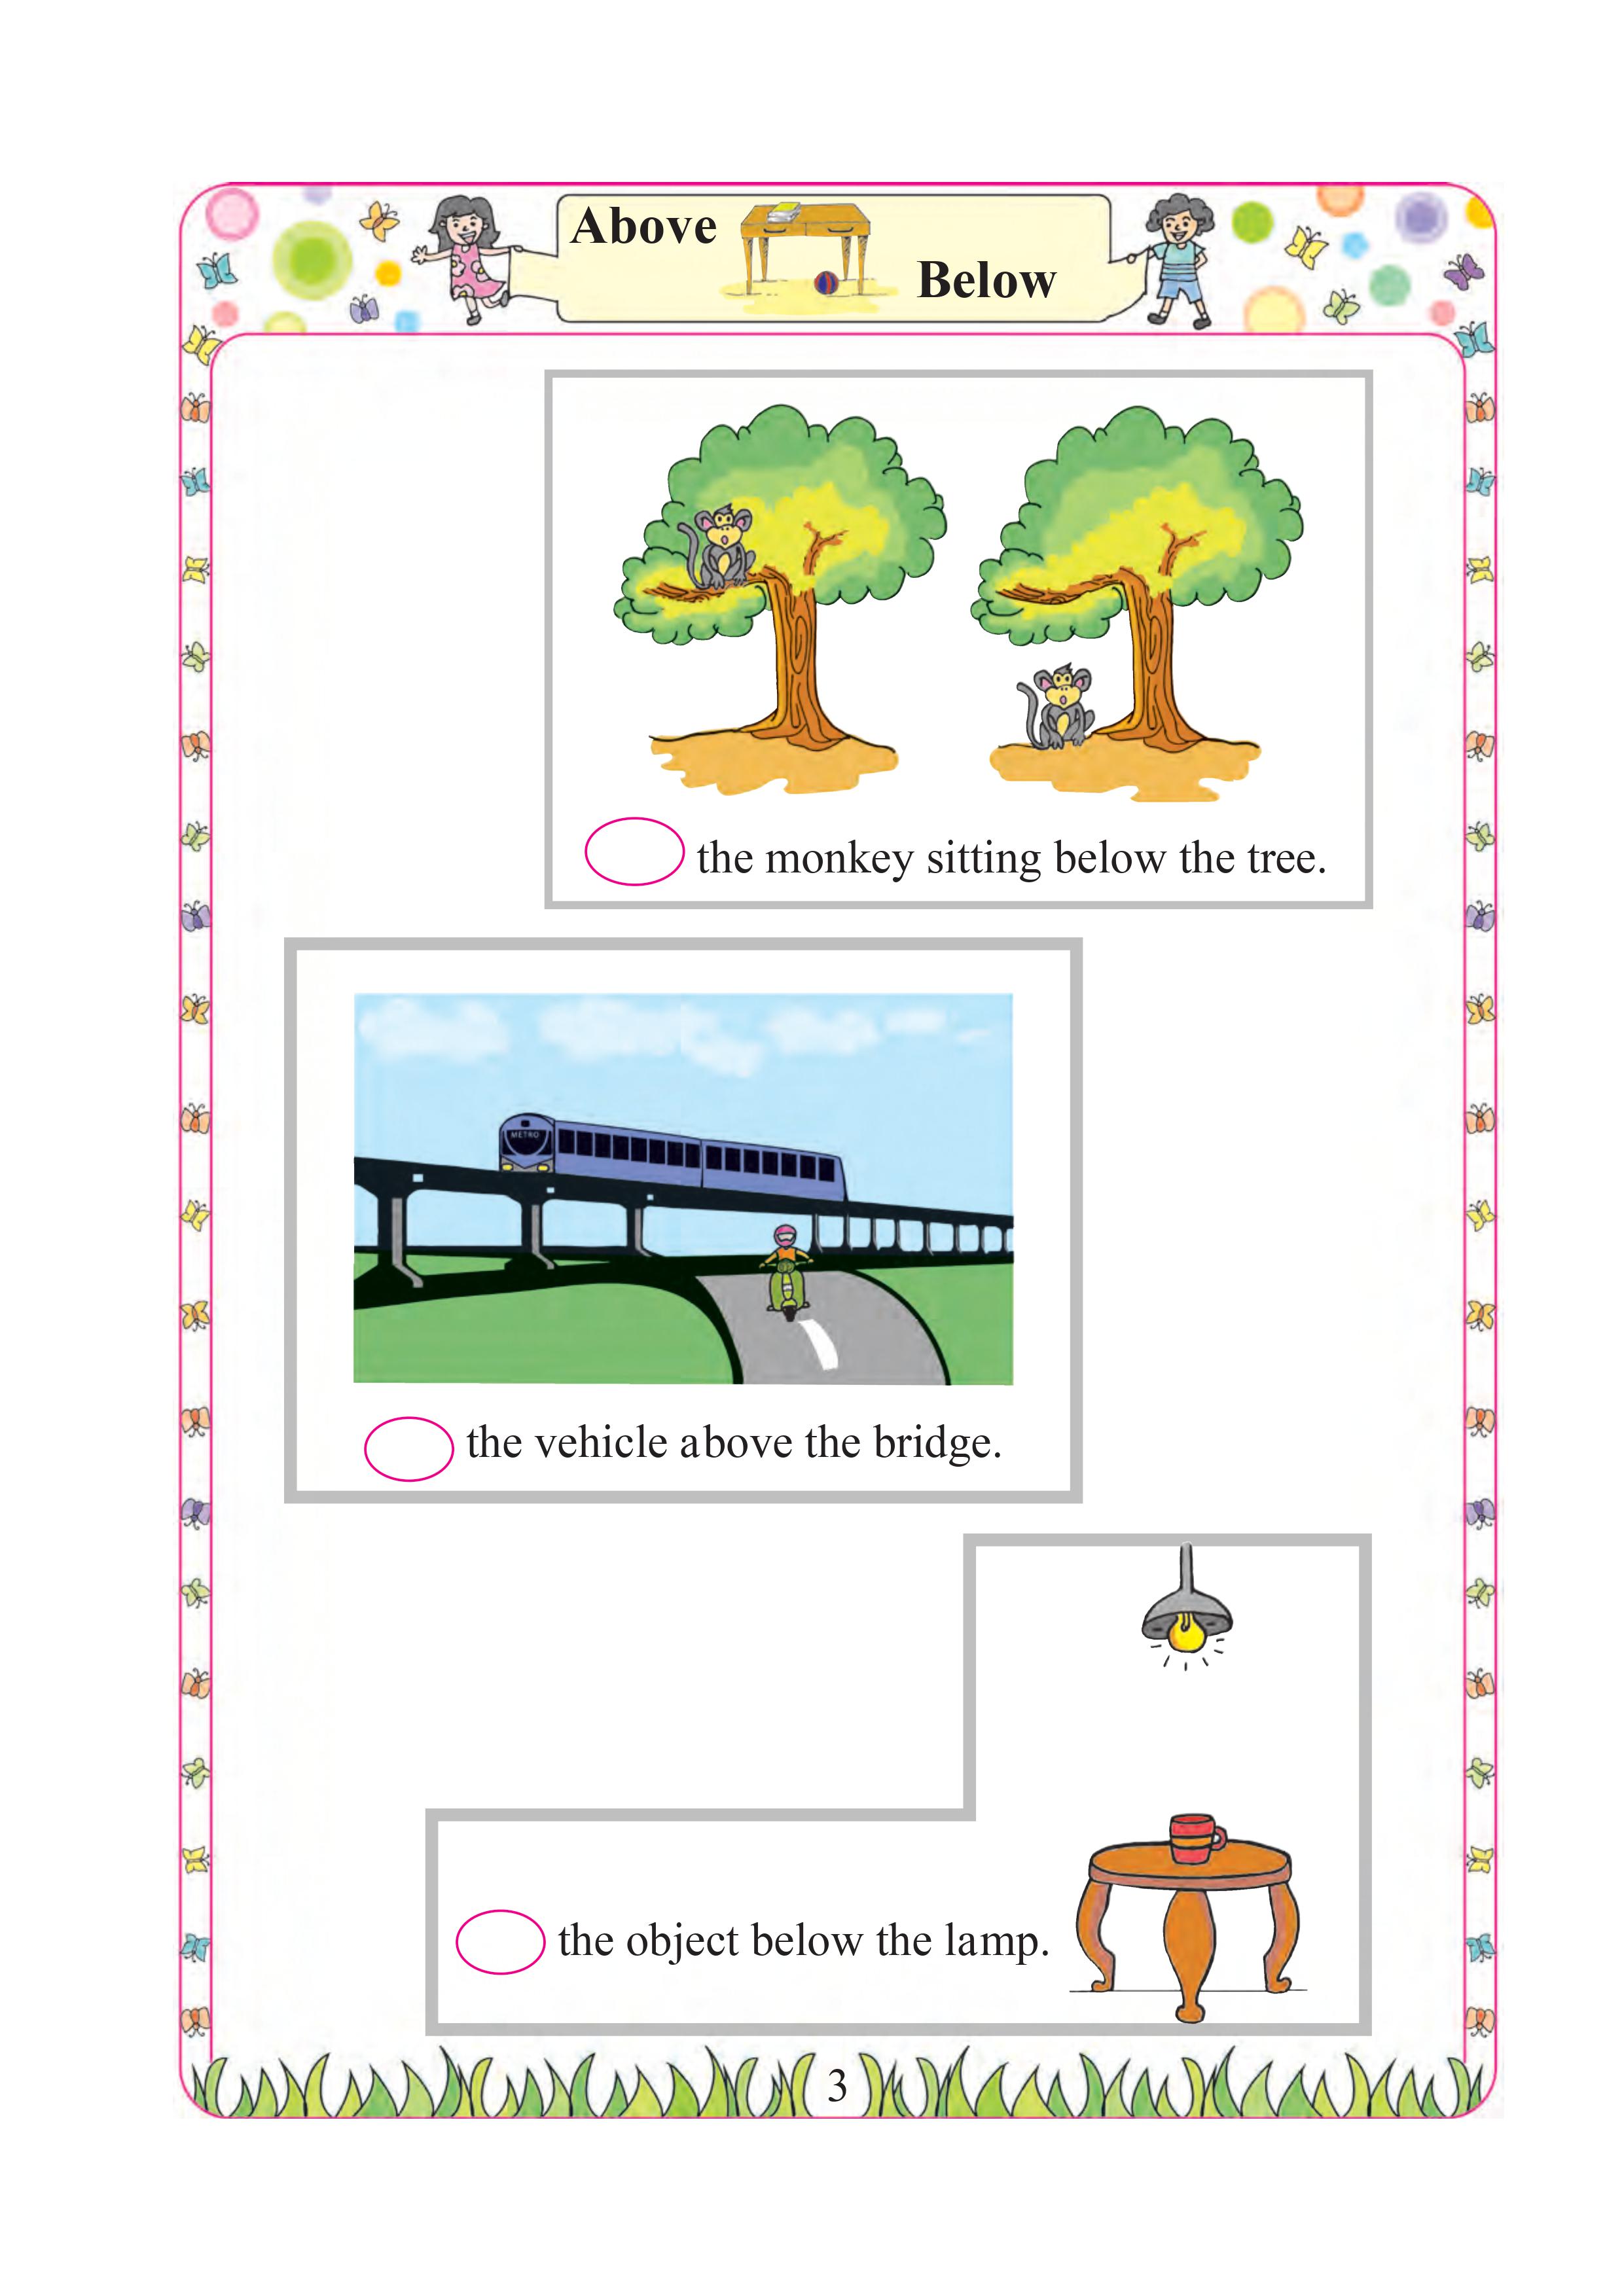 Above
Below
the monkey sitting below the tree.
METRO
the vehicle above the bridge.
the object below the lamp.
3